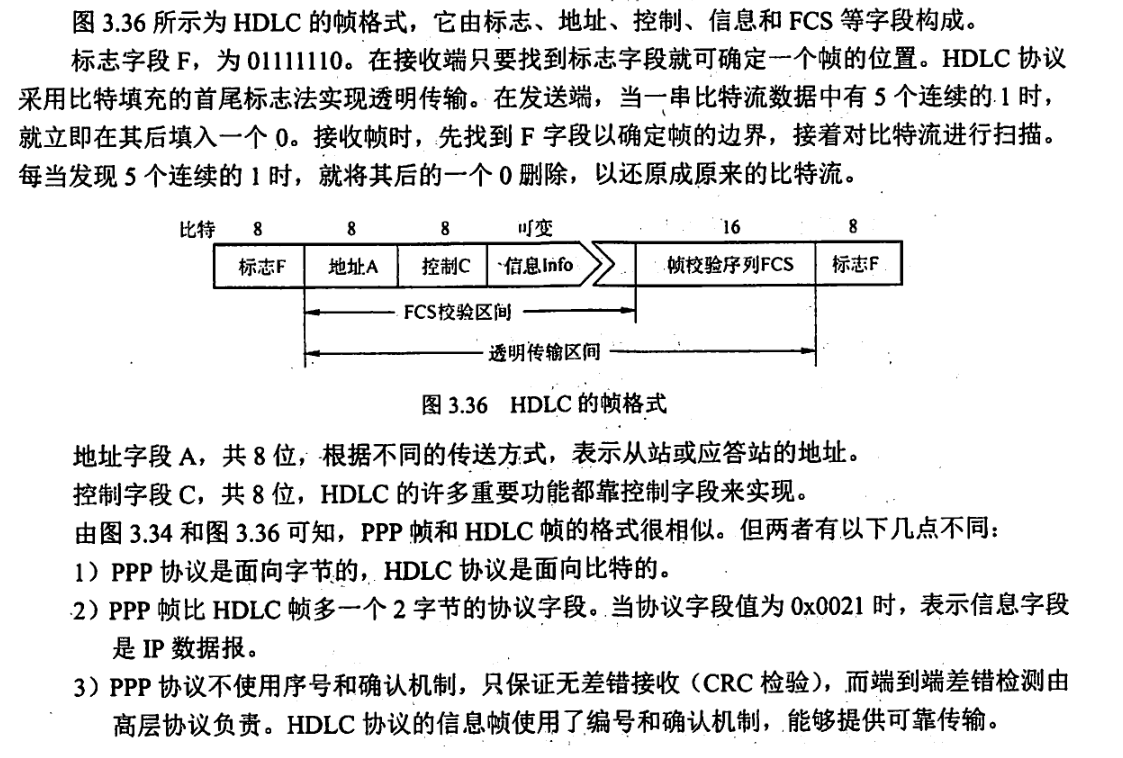 图 3.36 所示为 HDLC 的帧格式，它由标志、地址、控制、信息和 FCS 等字段构成。
标志字段 F，为 01111110。在接收端只要找到标志字段就可确定一个帧的位置。HDLC 协议
采用比特填充的首尾标志法实现透明传输。在发送端，当一串比特流数据中有 5 个连续的 1 时，
就立即在其后填入一个 0。接收帧时，先找到 F 字段以确定帧的边界，接着对比特流进行扫描。
每当发现 5 个连续的 1 时，就将其后的一个 0 删除，以还原成原来的比特流。
比特 8 8 8 可变 16 8
标志F 地址A 控制C 信息Info 帧校验序列FCS 标志F
FCS校验区间
透明传输区间
图 3.36 HDLC 的帧格式
地址字段 A，共 8 位，根据不同的传送方式，表示从站或应答站的地址。
控制字段 C，共 8 位，HDLC 的许多重要功能都靠控制字段来实现。
由图 3.34 和图 3.36 可知，PPP 帧和 HDLC 帧的格式很相似。但两者有以下几点不同：
1）PPP 协议是面向字节的，HDLC 协议是面向比特的。
2）PPP 帧比 HDLC 帧多一个 2 字节的协议字段。当协议字段值为 0x0021 时，表示信息字段
是 IP 数据报。
3）PPP 协议不使用序号和确认机制，只保证无差错接收（CRC 检验），而端到端差错检测由
高层协议负责。HDLC 协议的信息帧使用了编号和确认机制，能够提供可靠传输。